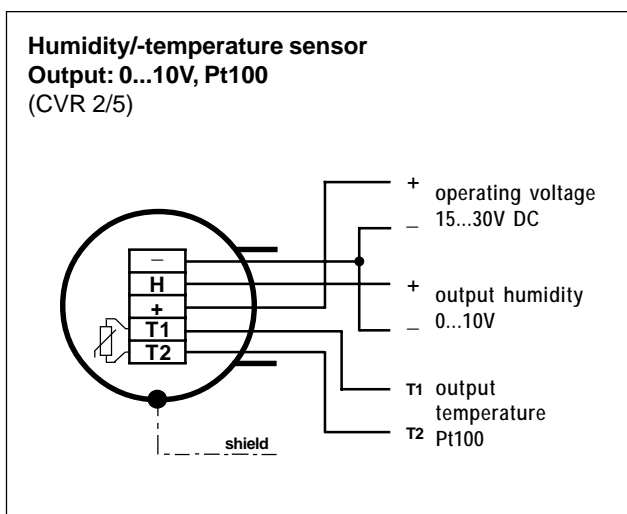 Humidity/-temperature sensor
Output: 0...10V, Pt100
(CVR 2/5)
+
operating voltage
15...30V DC
–
–
H
+
T1
T2
+
output humidity
0...10V
–
T1 output
temperature
T2 Pt100
shield